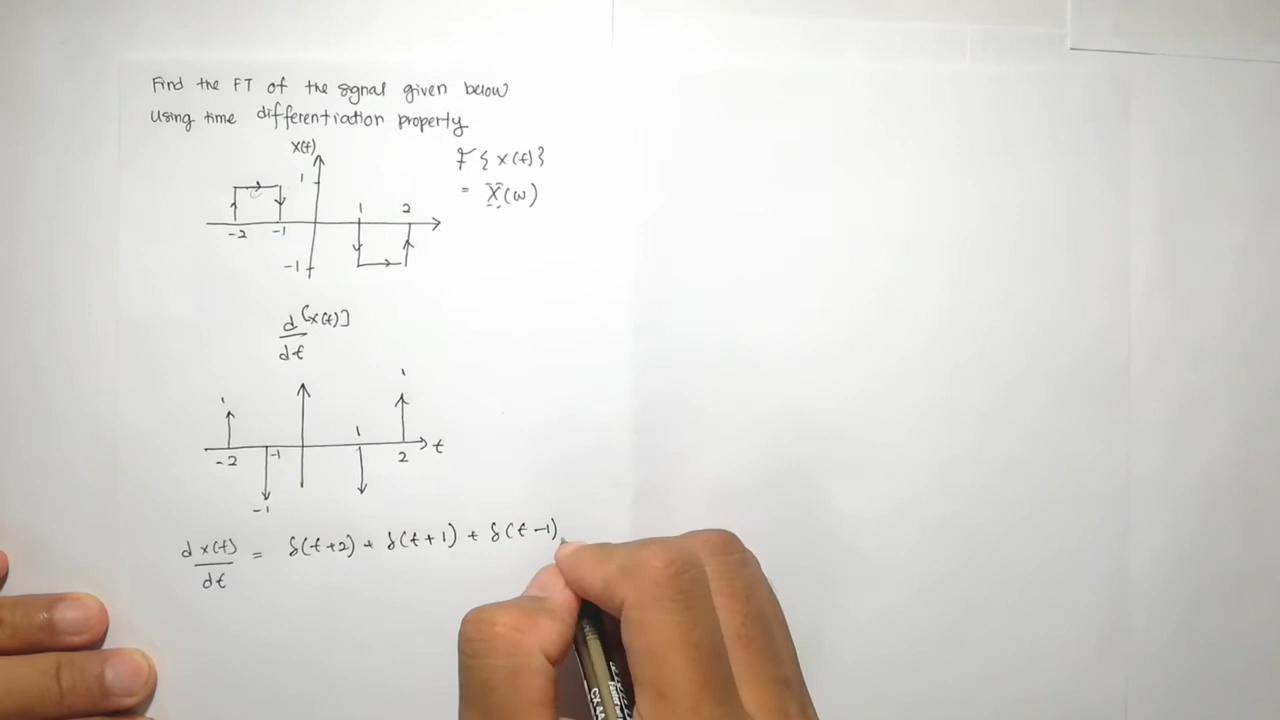 Find the FT of the signal given below
Using time differentiation property
x(t)
1
-2 -1 1 2
-1
F{x(t)}
= X(ω)
d/dt [x(t)]
1 1
-2 -1 1 2 t
-1
dx(t)/dt = δ(t+2) + δ(t+1) + δ(t-1)